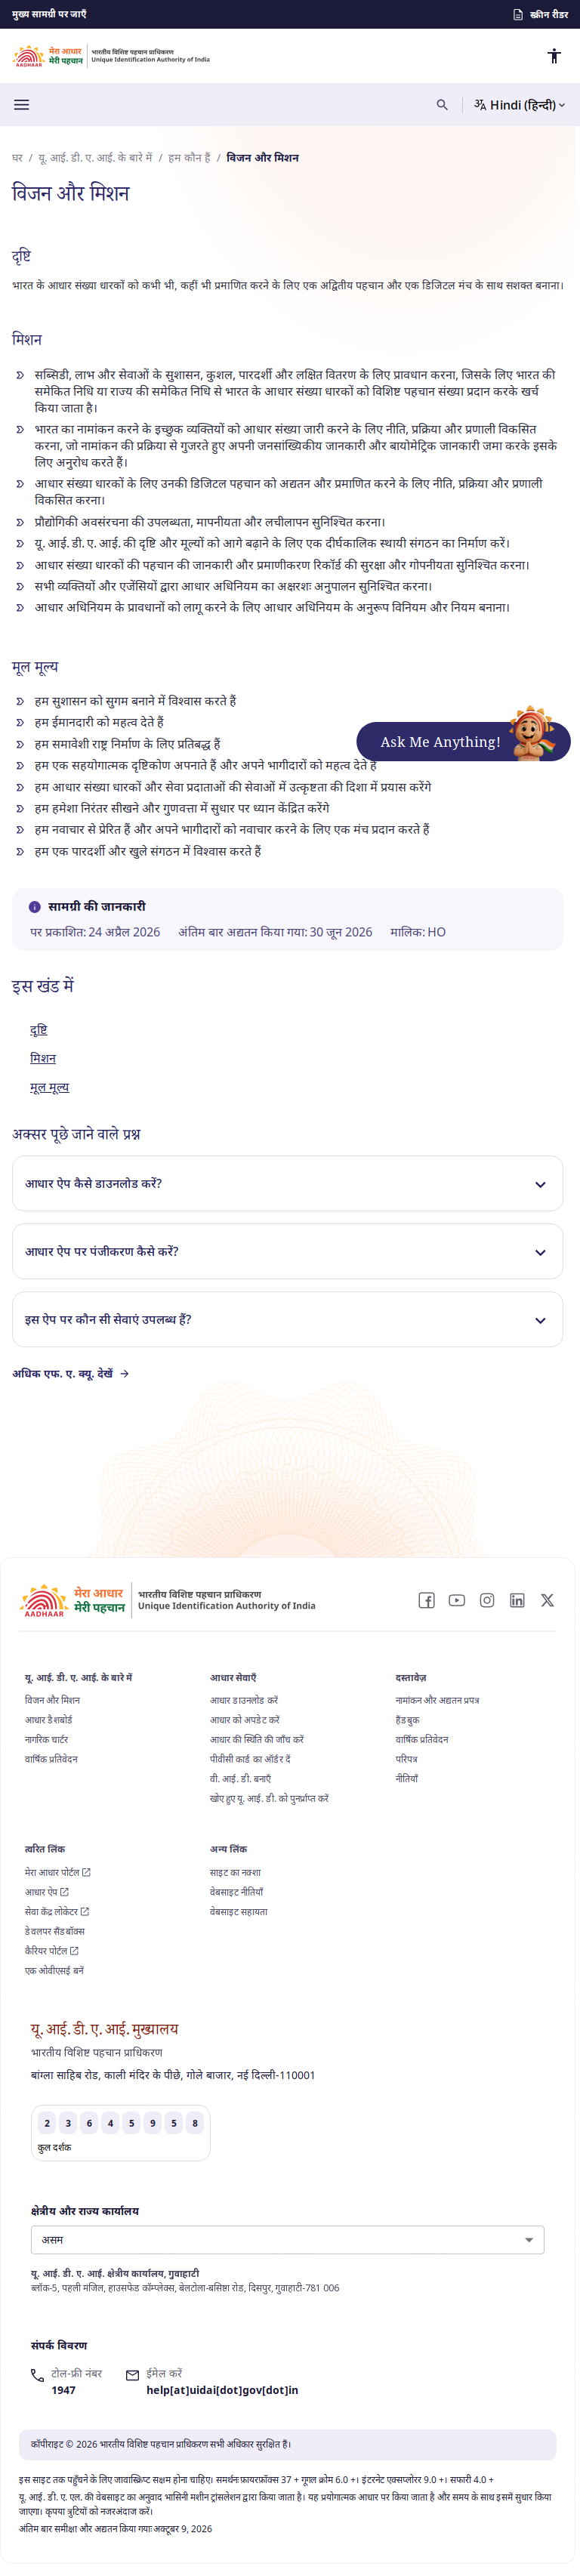 मुख्य सामग्री पर जाएँ
स्क्रीन रीडर
AADHAAR
मेरा आधार
मेरी पहचान
भारतीय विशिष्ट पहचान प्राधिकरण
Unique Identification Authority of India
Hindi (हिन्दी)
घर / यू. आई. डी. ए. आई. के बारे में / हम कौन हैं / विजन और मिशन
विजन और मिशन
दृष्टि
भारत के आधार संख्या धारकों को कभी भी, कहीं भी प्रमाणित करने के लिए एक अद्वितीय पहचान और एक डिजिटल मंच के साथ सशक्त बनाना।
मिशन
सब्सिडी, लाभ और सेवाओं के सुशासन, कुशल, पारदर्शी और लक्षित वितरण के लिए प्रावधान करना, जिसके लिए भारत की
समेकित निधि या राज्य की समेकित निधि से भारत के आधार संख्या धारकों को विशिष्ट पहचान संख्या प्रदान करके खर्च
किया जाता है।
भारत का नामांकन करने के इच्छुक व्यक्तियों को आधार संख्या जारी करने के लिए नीति, प्रक्रिया और प्रणाली विकसित
करना, जो नामांकन की प्रक्रिया से गुजरते हुए अपनी जनसांख्यिकीय जानकारी और बायोमेट्रिक जानकारी जमा करके इसके
लिए अनुरोध करते हैं।
आधार संख्या धारकों के लिए उनकी डिजिटल पहचान को अद्यतन और प्रमाणित करने के लिए नीति, प्रक्रिया और प्रणाली
विकसित करना।
प्रौद्योगिकी अवसंरचना की उपलब्धता, मापनीयता और लचीलापन सुनिश्चित करना।
यू. आई. डी. ए. आई. की दृष्टि और मूल्यों को आगे बढ़ाने के लिए एक दीर्घकालिक स्थायी संगठन का निर्माण करें।
आधार संख्या धारकों की पहचान की जानकारी और प्रमाणीकरण रिकॉर्ड की सुरक्षा और गोपनीयता सुनिश्चित करना।
सभी व्यक्तियों और एजेंसियों द्वारा आधार अधिनियम का अक्षरशः अनुपालन सुनिश्चित करना।
आधार अधिनियम के प्रावधानों को लागू करने के लिए आधार अधिनियम के अनुरूप विनियम और नियम बनाना।
मूल मूल्य
हम सुशासन को सुगम बनाने में विश्वास करते हैं
हम ईमानदारी को महत्व देते हैं
हम समावेशी राष्ट्र निर्माण के लिए प्रतिबद्ध हैं
Ask Me Anything!
हम एक सहयोगात्मक दृष्टिकोण अपनाते हैं और अपने भागीदारों को महत्व देते हैं
हम आधार संख्या धारकों और सेवा प्रदाताओं की सेवाओं में उत्कृष्टता की दिशा में प्रयास करेंगे
हम हमेशा निरंतर सीखने और गुणवत्ता में सुधार पर ध्यान केंद्रित करेंगे
हम नवाचार से प्रेरित हैं और अपने भागीदारों को नवाचार करने के लिए एक मंच प्रदान करते हैं
हम एक पारदर्शी और खुले संगठन में विश्वास करते हैं
सामग्री की जानकारी
पर प्रकाशित: 24 अप्रैल 2026 अंतिम बार अद्यतन किया गया: 30 जून 2026 मालिक: HO
इस खंड में
दृष्टि
मिशन
मूल मूल्य
अक्सर पूछे जाने वाले प्रश्न
आधार ऐप कैसे डाउनलोड करें?
आधार ऐप पर पंजीकरण कैसे करें?
इस ऐप पर कौन सी सेवाएं उपलब्ध हैं?
अधिक एफ. ए. क्यू. देखें
AADHAAR
मेरा आधार
मेरी पहचान
भारतीय विशिष्ट पहचान प्राधिकरण
Unique Identification Authority of India
यू. आई. डी. ए. आई. के बारे में
विजन और मिशन
आधार डैशबोर्ड
नागरिक चार्टर
वार्षिक प्रतिवेदन
आधार सेवाएँ
आधार डाउनलोड करें
आधार को अपडेट करें
आधार की स्थिति की जाँच करें
पीवीसी कार्ड का ऑर्डर दें
वी. आई. डी. बनाएँ
खोए हुए यू. आई. डी. को पुनर्प्राप्त करें
दस्तावेज़
नामांकन और अद्यतन प्रपत्र
हैंडबुक
वार्षिक प्रतिवेदन
परिपत्र
नीतियाँ
त्वरित लिंक
मेरा आधार पोर्टल
आधार ऐप
सेवा केंद्र लोकेटर
डेवलपर सैंडबॉक्स
कैरियर पोर्टल
एक ओवीएसई बनें
अन्य लिंक
साइट का नक्शा
वेबसाइट नीतियाँ
वेबसाइट सहायता
यू. आई. डी. ए. आई. मुख्यालय
भारतीय विशिष्ट पहचान प्राधिकरण
बांग्ला साहिब रोड, काली मंदिर के पीछे, गोले बाजार, नई दिल्ली-110001
2 3 6 4 5 9 5 8
कुल दर्शक
क्षेत्रीय और राज्य कार्यालय
असम
यू. आई. डी. ए. आई. क्षेत्रीय कार्यालय, गुवाहाटी
ब्लॉक-5, पहली मंजिल, हाउसफेड कॉम्प्लेक्स, बेलटोला-बसिष्ठा रोड, दिसपुर, गुवाहाटी-781 006
संपर्क विवरण
टोल-फ्री नंबर
1947
ईमेल करें
help[at]uidai[dot]gov[dot]in
कॉपीराइट © 2026 भारतीय विशिष्ट पहचान प्राधिकरण सभी अधिकार सुरक्षित हैं।
इस साइट तक पहुँचने के लिए जावास्क्रिप्ट सक्षम होना चाहिए। समर्थनः फ़ायरफ़ॉक्स 37 + गूगल क्रोम 6.0 +। इंटरनेट एक्सप्लोरर 9.0 +। सफारी 4.0 +
यू. आई. डी. ए. एल. की वेबसाइट का अनुवाद भाषिनी मशीन ट्रांसलेशन द्वारा किया जाता है। यह प्रयोगात्मक आधार पर किया जाता है और समय के साथ इसमें सुधार किया
जाएगा। कृपया त्रुटियों को नजरअंदाज करें।
अंतिम बार समीक्षा और अद्यतन किया गयाः अक्टूबर 9, 2026